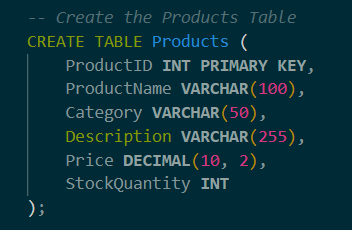 -- Create the Products Table
CREATE TABLE Products (
    ProductID INT PRIMARY KEY,
    ProductName VARCHAR(100),
    Category VARCHAR(50),
    Description VARCHAR(255),
    Price DECIMAL(10, 2),
    StockQuantity INT
);